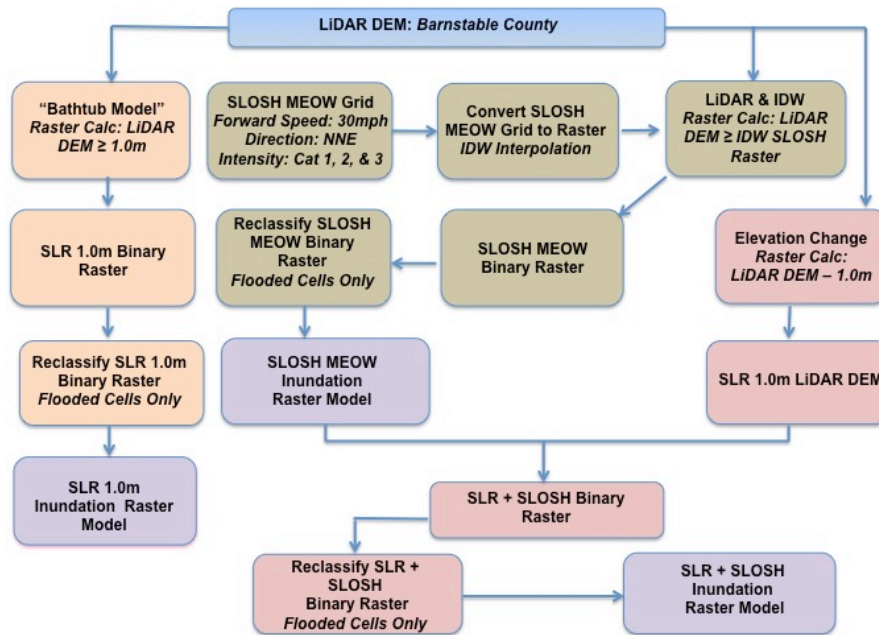 LiDAR DEM: Barnstable County
“Bathtub Model”
Raster Calc: LiDAR
DEM ≥ 1.0m
SLOSH MEOW Grid
Forward Speed: 30mph
Direction: NNE
Intensity: Cat 1, 2, & 3
Convert SLOSH
MEOW Grid to Raster
IDW Interpolation
LiDAR & IDW
Raster Calc: LiDAR
DEM ≥ IDW SLOSH
Raster
SLR 1.0m Binary
Raster
Reclassify SLOSH
MEOW Binary
Raster
Flooded Cells Only
SLOSH MEOW
Binary Raster
Elevation Change
Raster Calc:
LiDAR DEM – 1.0m
Reclassify SLR 1.0m
Binary Raster
Flooded Cells Only
SLOSH MEOW
Inundation
Raster Model
SLR 1.0m LiDAR DEM
SLR 1.0m
Inundation Raster
Model
SLR + SLOSH Binary
Raster
Reclassify SLR +
SLOSH
Binary Raster
Flooded Cells Only
SLR + SLOSH
Inundation
Raster Model